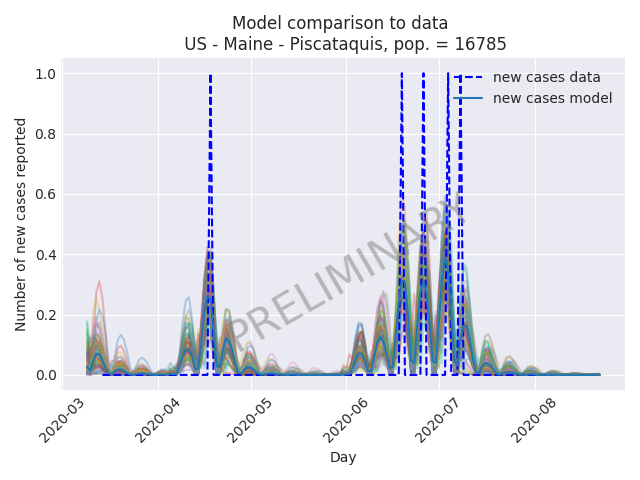 Model comparison to data
US - Maine - Piscataquis, pop. = 16785
Number of new cases reported
1.0
0.8
0.6
0.4
0.2
0.0
new cases data
new cases model
PRELIMINARY
2020-03
2020-04
2020-05
2020-06
2020-07
2020-08
Day